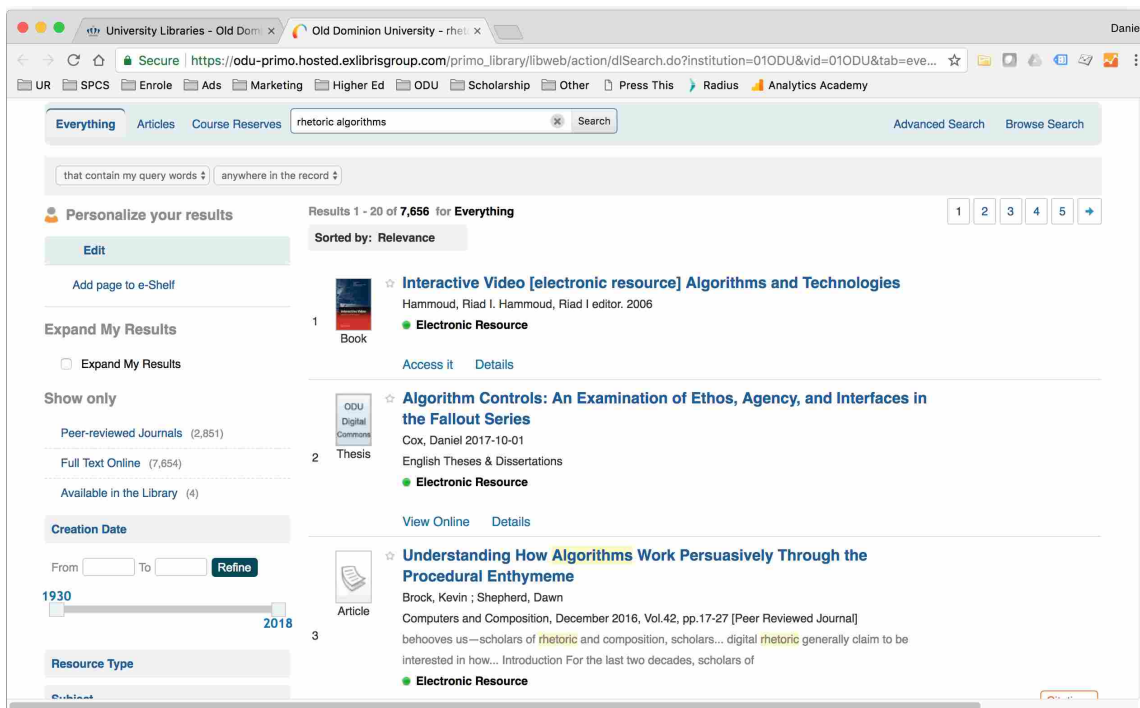 University Libraries - Old Dom
Old Dominion University - rhet
Danie
Secure
https://odu-primo.hosted.exlibrisgroup.com/primo_library/libweb/action/dlSearch.do?institution=01ODU&vid=01ODU&tab=eve...
UR SPCS Enrole Ads Marketing Higher Ed ODU Scholarship Other Press This Radius Analytics Academy
Everything Articles Course Reserves rhetoric algorithms Search Advanced Search Browse Search
that contain my query words anywhere in the record
Personalize your results
Edit
Add page to e-Shelf
Expand My Results
Expand My Results
Show only
Peer-reviewed Journals (2,851)
Full Text Online (7,654)
Available in the Library (4)
Creation Date
From To Refine
1930
2018
Resource Type
Subject
Results 1 - 20 of 7,656 for Everything
1 2 3 4 5
Sorted by: Relevance
1
Book
Interactive Video [electronic resource] Algorithms and Technologies
Hammoud, Riad I. Hammoud, Riad I editor. 2006
Electronic Resource
Access it Details
2
ODU
Digital
Commons
Thesis
Algorithm Controls: An Examination of Ethos, Agency, and Interfaces in
the Fallout Series
Cox, Daniel 2017-10-01
English Theses & Dissertations
Electronic Resource
View Online Details
3
Article
Understanding How Algorithms Work Persuasively Through the
Procedural Enthymeme
Brock, Kevin ; Shepherd, Dawn
Computers and Composition, December 2016, Vol.42, pp.17-27 [Peer Reviewed Journal]
behooves us—scholars of rhetoric and composition, scholars... digital rhetoric generally claim to be
interested in how... Introduction For the last two decades, scholars of
Electronic Resource